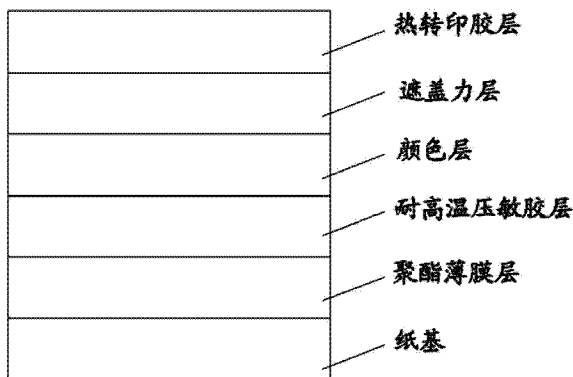 热转印胶层
遮盖力层
颜色层
耐高温压敏胶层
聚酯薄膜层
纸基